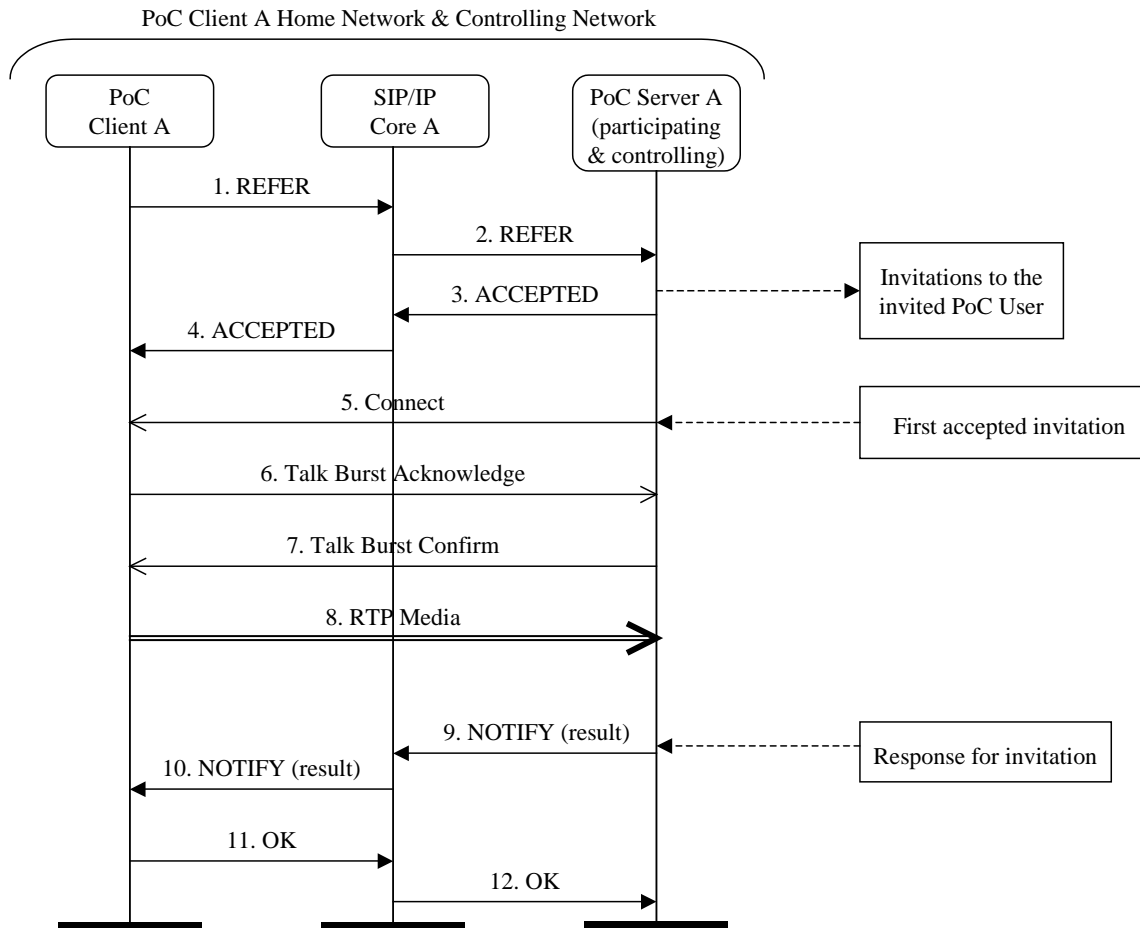 PoC Client A Home Network & Controlling Network
PoC
Client A
SIP/IP
Core A
PoC Server A
(participating
& controlling)
1. REFER
2. REFER
Invitations to the
invited PoC User
3. ACCEPTED
4. ACCEPTED
5. Connect
First accepted invitation
6. Talk Burst Acknowledge
7. Talk Burst Confirm
8. RTP Media
9. NOTIFY (result)
Response for invitation
10. NOTIFY (result)
11. OK
12. OK